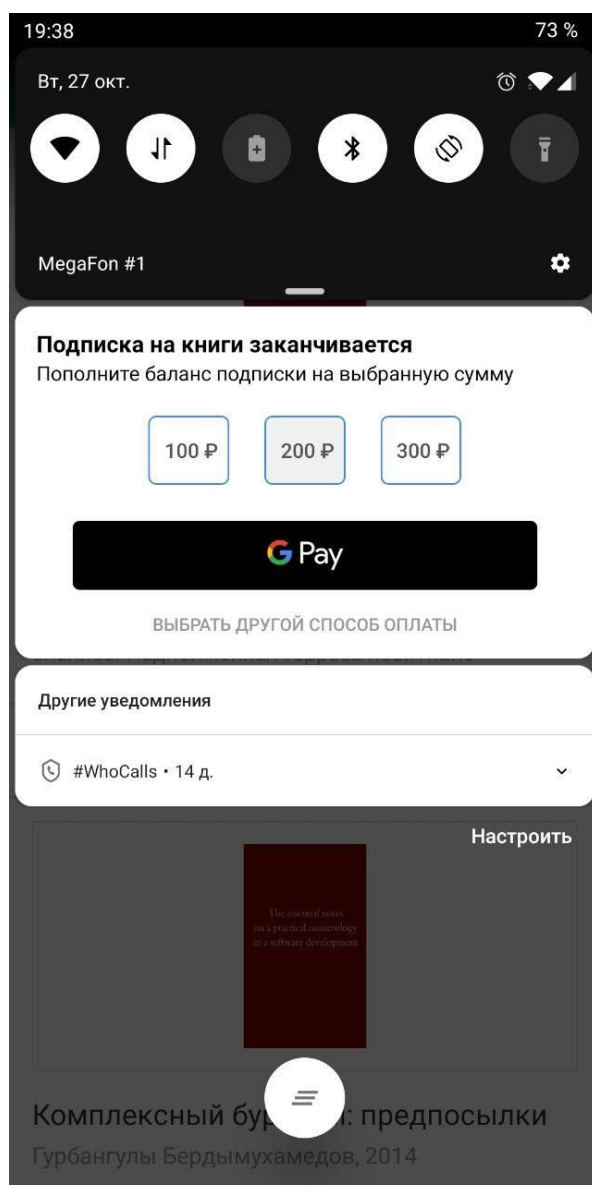 19:38
73 %
Вт, 27 окт.
MegaFon #1
Подписка на книги заканчивается
Пополните баланс подписки на выбранную сумму
100 ₽
200 ₽
300 ₽
G Pay
ВЫБРАТЬ ДРУГОЙ СПОСОБ ОПЛАТЫ
Другие уведомления
#WhoCalls • 14 д.
Настроить
The essential notes
on a practical numerology
in a software development
Комплексный : предпосылки
Гурбангулы Бердымухамедов, 2014